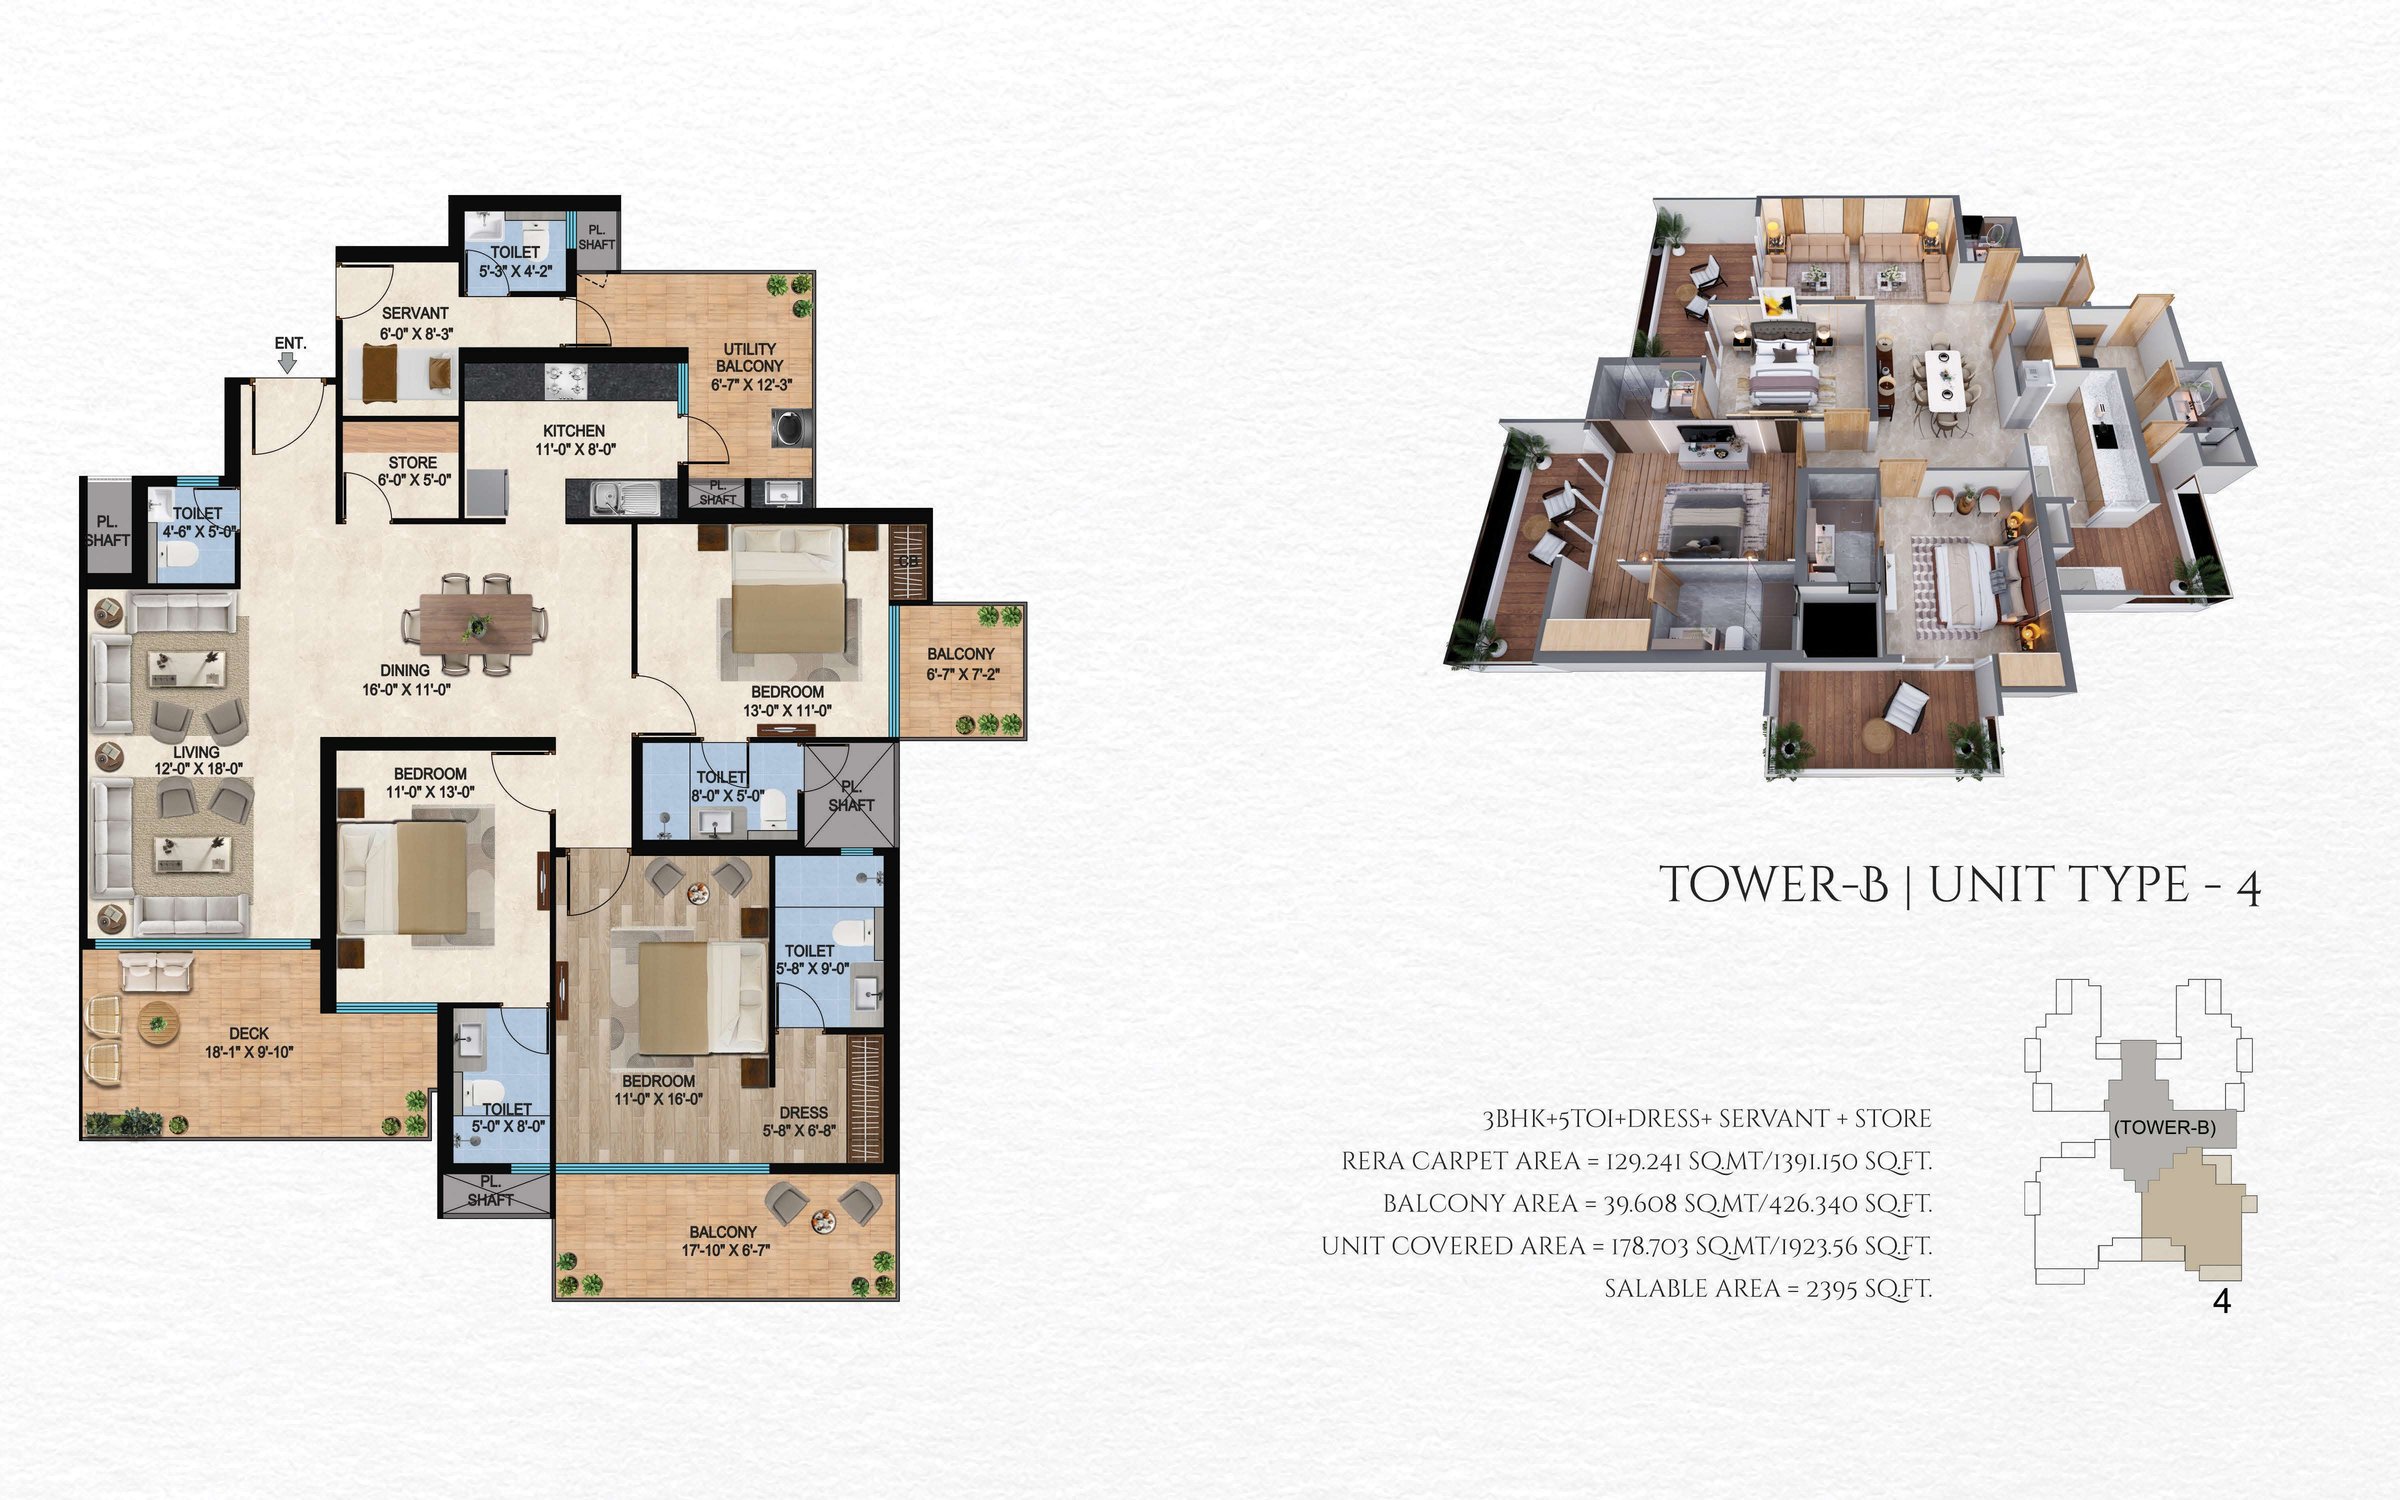 TOILET
5'-3" X 4'-2"
PL.
SHAFT
SERVANT
6'-0" X 8'-3"
ENT.
UTILITY
BALCONY
6'-7" X 12'-3"
KITCHEN
11'-0" X 8'-0"
STORE
6'-0" X 5'-0"
PL.
SHAFT
TOILET
4'-6" X 5'-0"
PL.
SHAFT
CB
DINING
16'-0" X 11'-0"
BEDROOM
13'-0" X 11'-0"
BALCONY
6'-7" X 7'-2"
LIVING
12'-0" X 18'-0"
BEDROOM
11'-0" X 13'-0"
TOILET
8'-0" X 5'-0"
PL.
SHAFT
TOILET
5'-8" X 9'-0"
DECK
18'-1" X 9'-10"
BEDROOM
11'-0" X 16'-0"
TOILET
5'-0" X 8'-0"
DRESS
5'-8" X 6'-8"
PL.
SHAFT
BALCONY
17'-10" X 6'-7"
TOWER-B | UNIT TYPE - 4
3BHK+5TOI+DRESS+ SERVANT + STORE
RERA CARPET AREA = 129.241 SQ.MT/1391.150 SQ.FT.
BALCONY AREA = 39.608 SQ.MT/426.340 SQ.FT.
UNIT COVERED AREA = 178.703 SQ.MT/1923.56 SQ.FT.
SALABLE AREA = 2395 SQ.FT.
(TOWER-B)
4